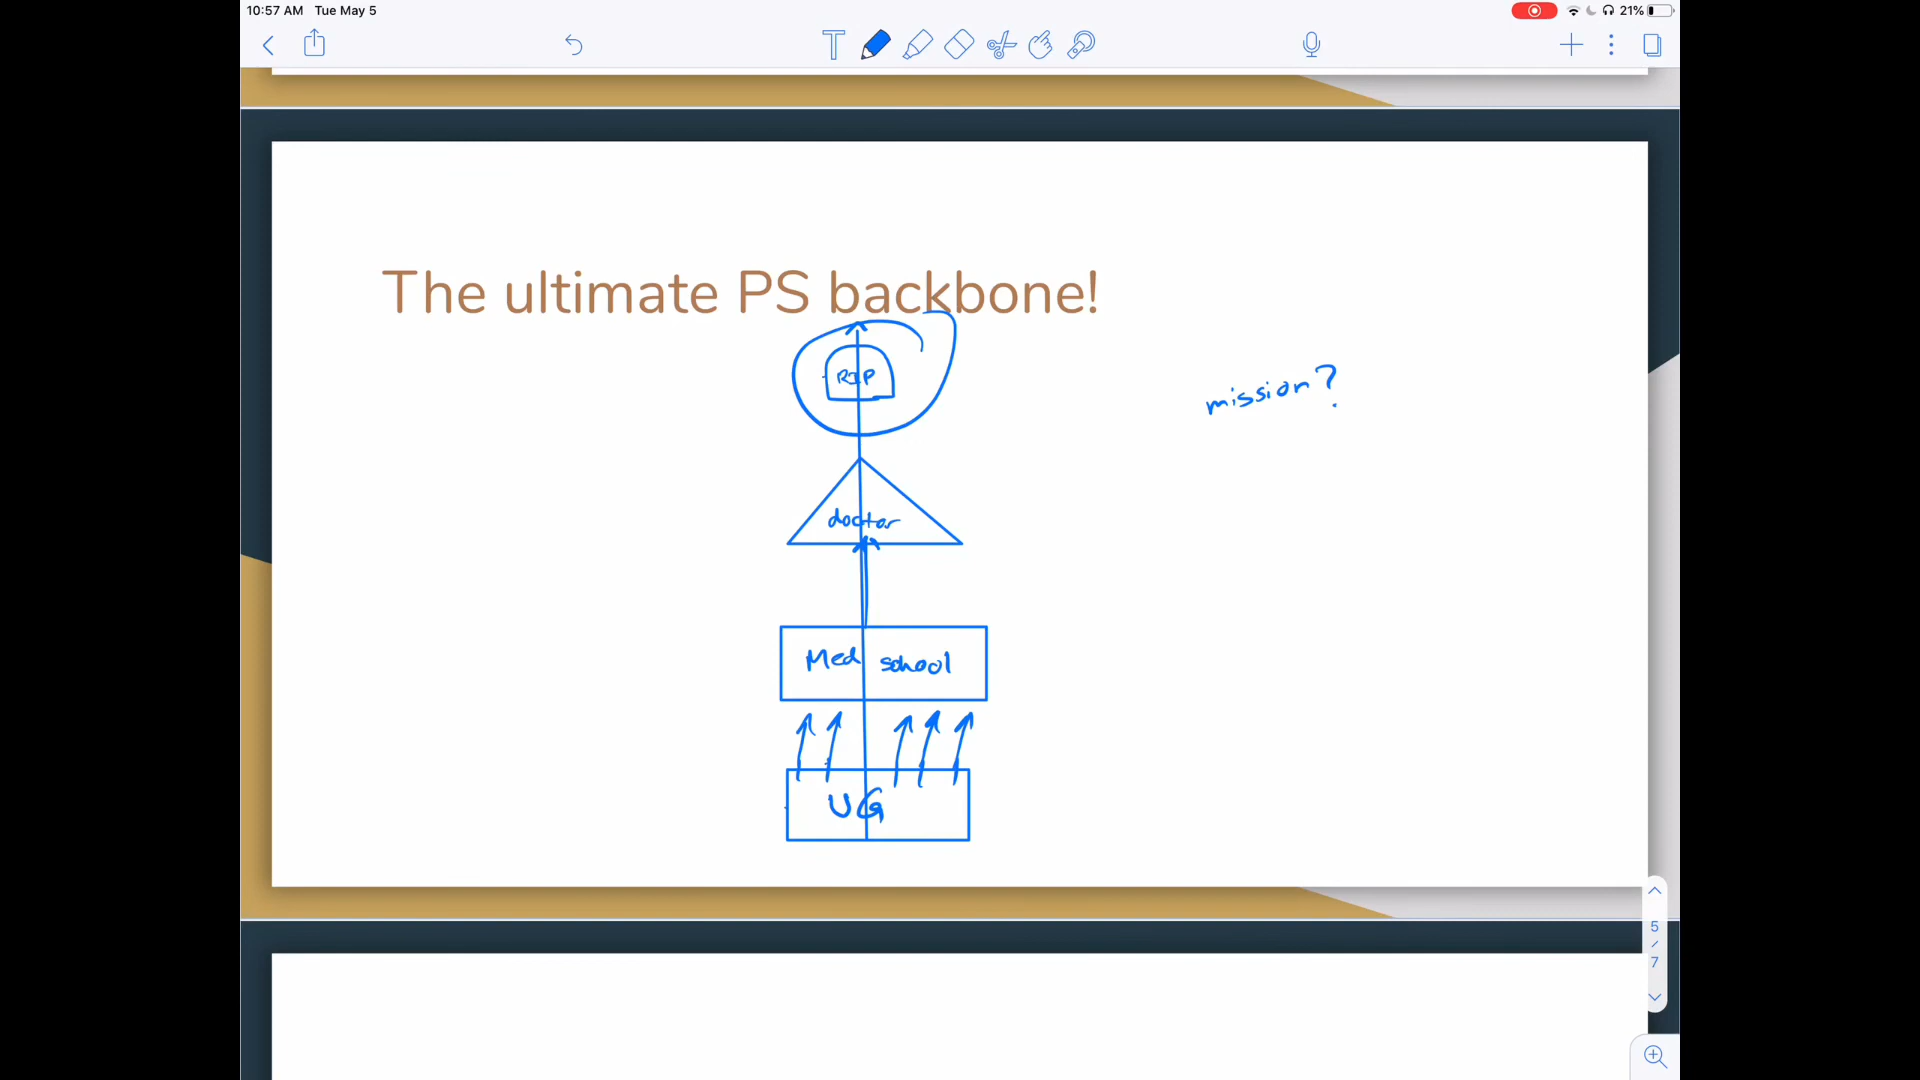 10:57 AM Tue May 5
21%
The ultimate PS backbone!
RIP
mission?
doctor
Med school
UG
5
/
7